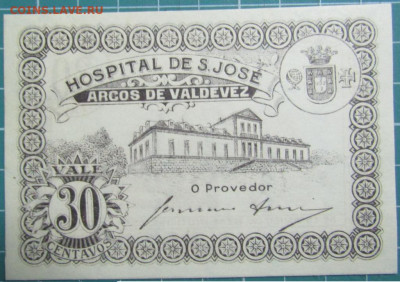 COINS.LAVE.RU
HOSPITAL DE S. JOSÉ
ARCOS DE VALDEVEZ
O Provedor
VALE
30
CENTAVOS